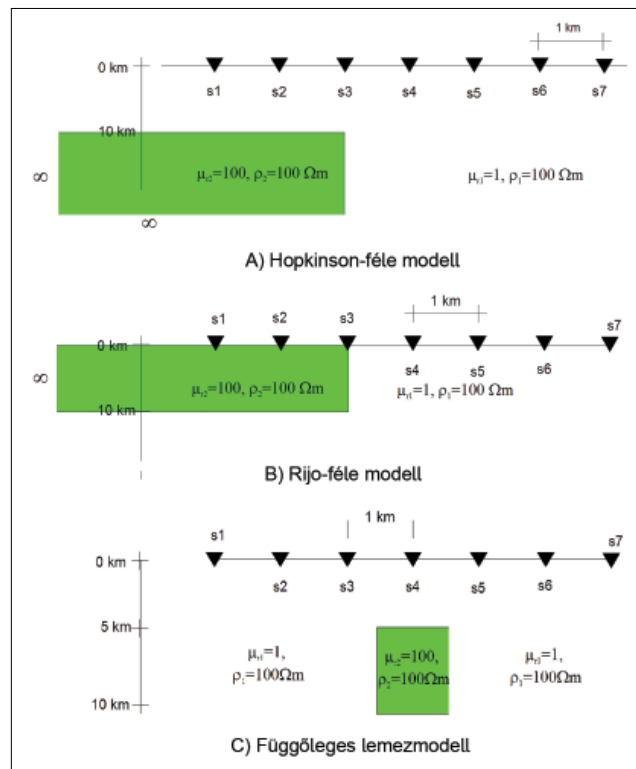 1 km
0 km
s1 s2 s3 s4 s5 s6 s7
10 km
μr2=100, ρ2=100 Ωm
μr1=1, ρ1=100 Ωm
∞
∞
A) Hopkinson-féle modell
1 km
s1 s2 s3 s7
0 km
s4 s5 s6
∞
μr2=100, ρ2=100 Ωm
μr1=1, ρ1=100 Ωm
10 km
B) Rijo-féle modell
1 km
s1 s7
0 km
s2 s3 s4 s5 s6
5 km
μr1=1,
ρ1=100Ωm
μr2=100,
ρ2=100Ωm
μr1=1,
ρ1=100Ωm
10 km
C) Függőleges lemezmodell